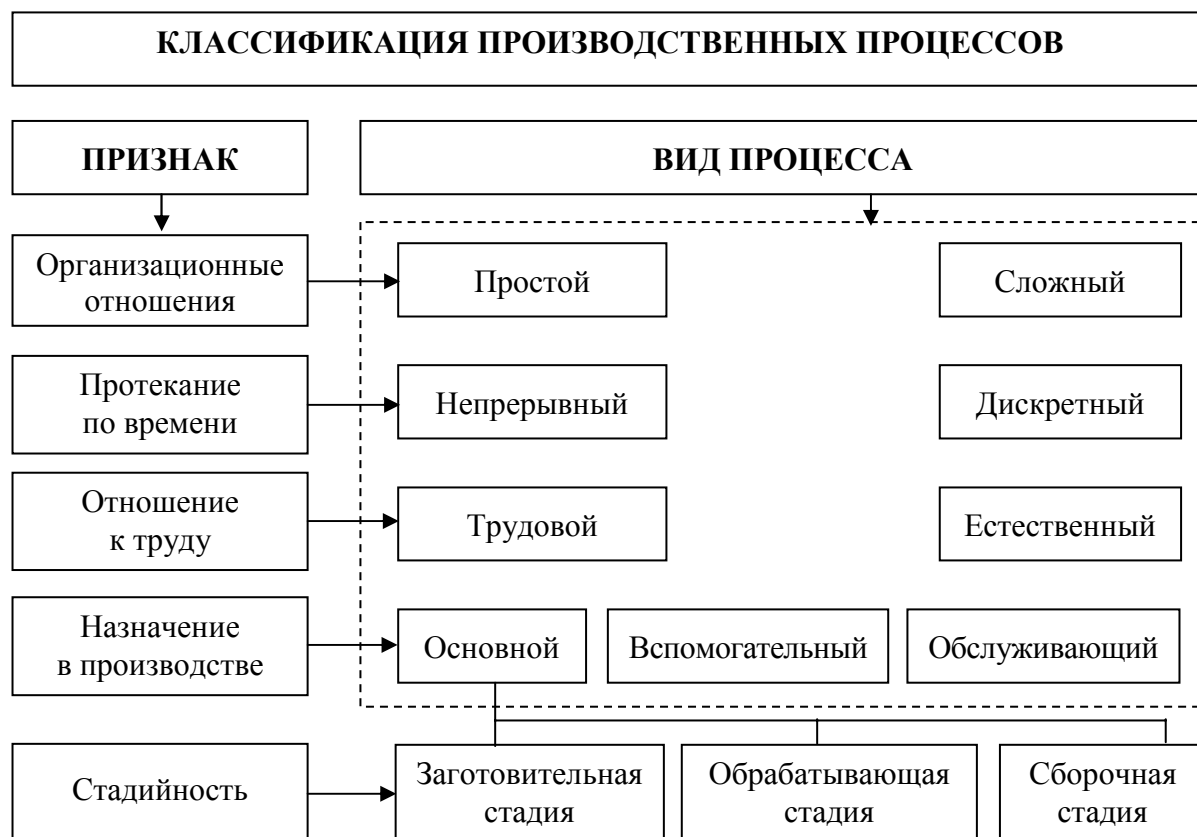 КЛАССИФИКАЦИЯ ПРОИЗВОДСТВЕННЫХ ПРОЦЕССОВ
ПРИЗНАК
ВИД ПРОЦЕССА
Организационные
отношения
Простой
Сложный
Протекание
по времени
Непрерывный
Дискретный
Отношение
к труду
Трудовой
Естественный
Назначение
в производстве
Основной
Вспомогательный
Обслуживающий
Стадийность
Заготовительная
стадия
Обрабатывающая
стадия
Сборочная
стадия